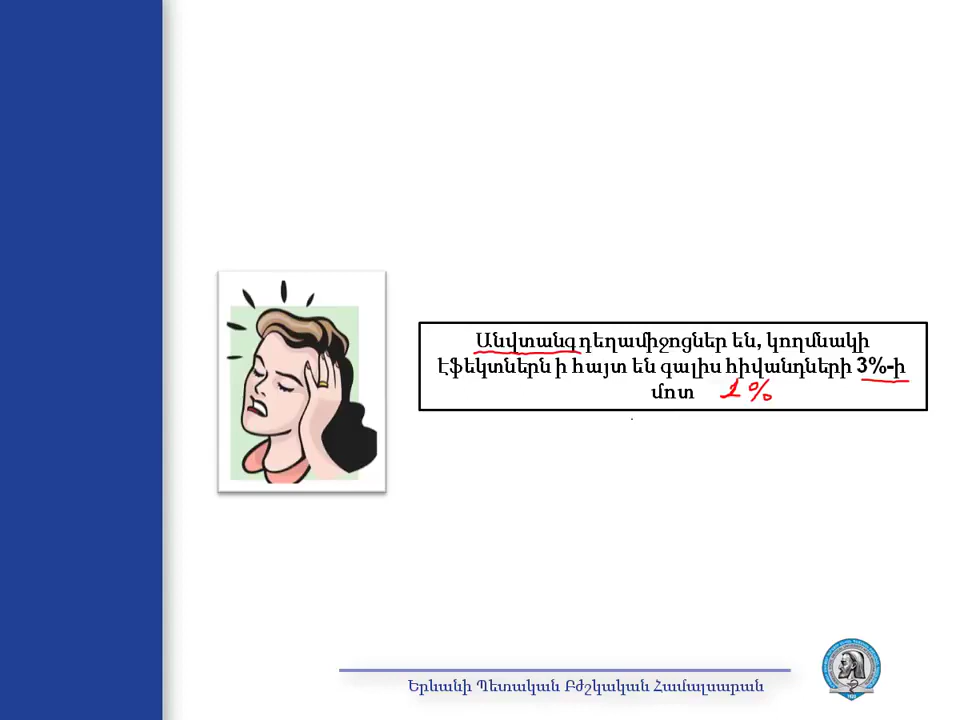 Անվտանգ դեղամիջոցներ են, կողմնակի
էֆեկտներն ի հայտ են գալիս հիվանդների 3%-ի
մոտ 1%
Երևանի Պետական Բժշկական Համալսարան